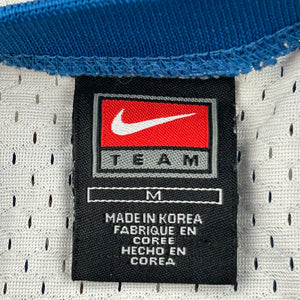 TEAM
M
MADE IN KOREA
FABRIQUE EN
COREE
HECHO EN
COREA